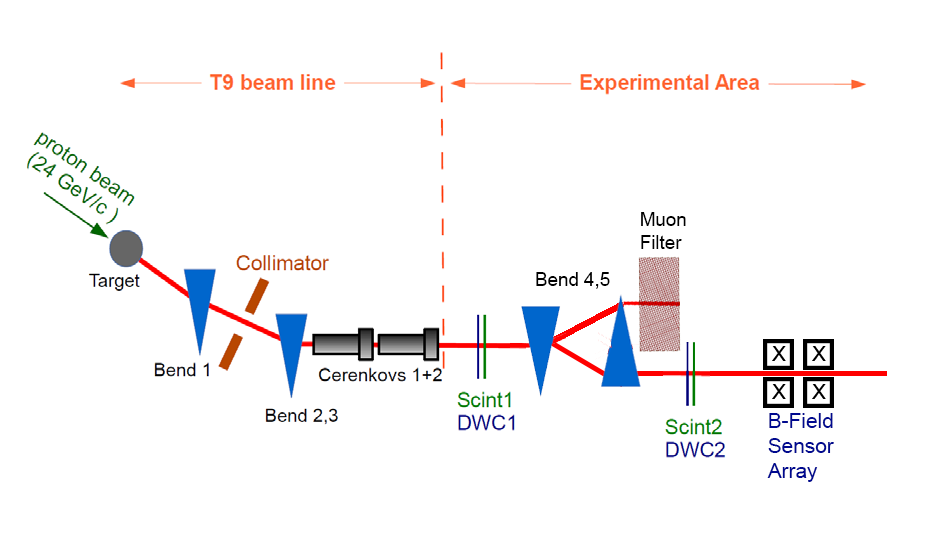 T9 beam line
Experimental Area
proton beam
(24 GeV/c )
Target
Collimator
Bend 1
Bend 2,3
Cerenkovs 1+2
Scint1
DWC1
Bend 4,5
Muon
Filter
Scint2
DWC2
X X
X X
B-Field
Sensor
Array